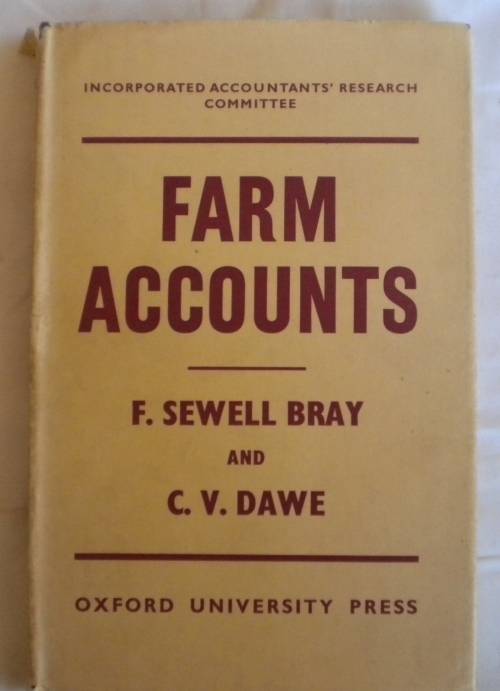 INCORPORATED ACCOUNTANTS' RESEARCH
COMMITTEE
FARM
ACCOUNTS
F. SEWELL BRAY
AND
C. V. DAWE
OXFORD UNIVERSITY PRESS